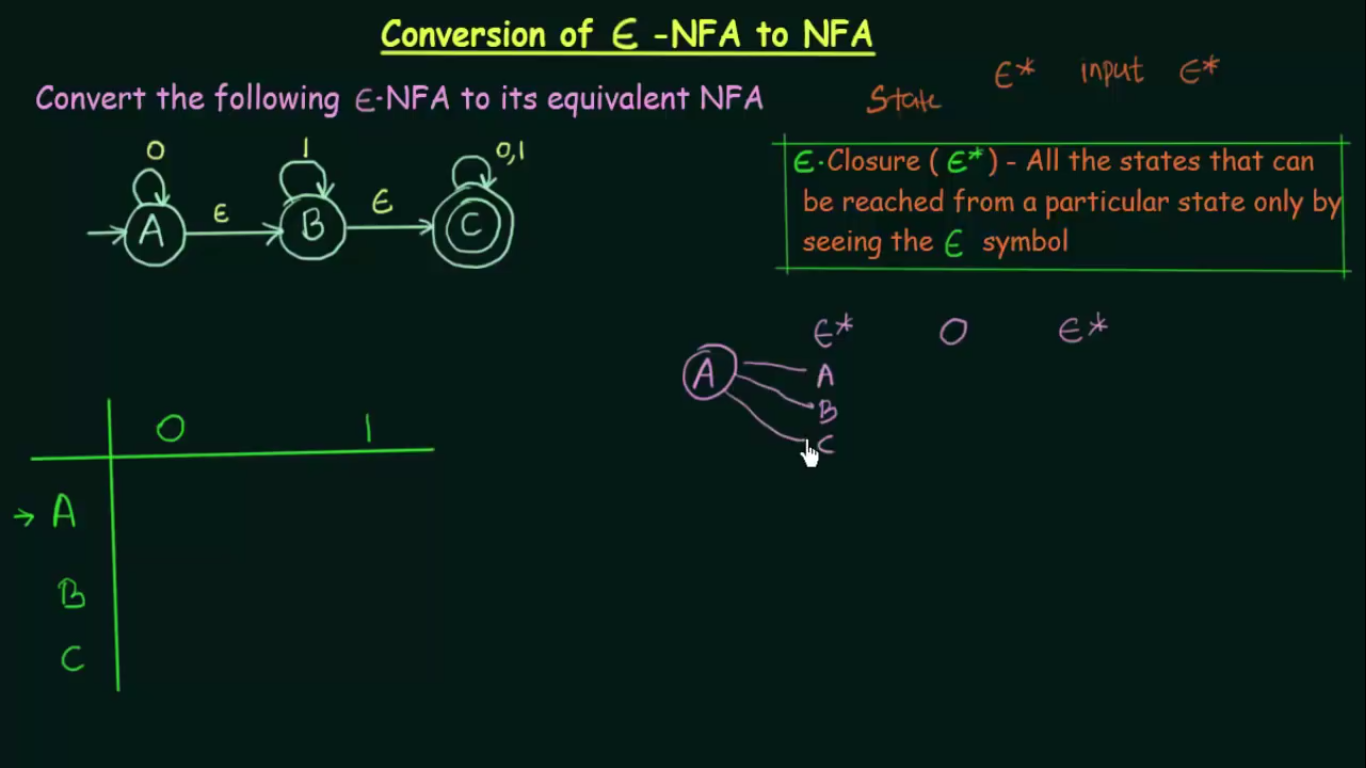 Conversion of ϵ -NFA to NFA
Convert the following ϵ-NFA to its equivalent NFA
State ϵ* input ϵ*
ϵ-Closure ( ϵ* ) - All the states that can
be reached from a particular state only by
seeing the ϵ symbol
0 1 0,1
ϵ ϵ
A B C
ϵ* 0 ϵ*
A A
B
C
0 1
→ A
B
C